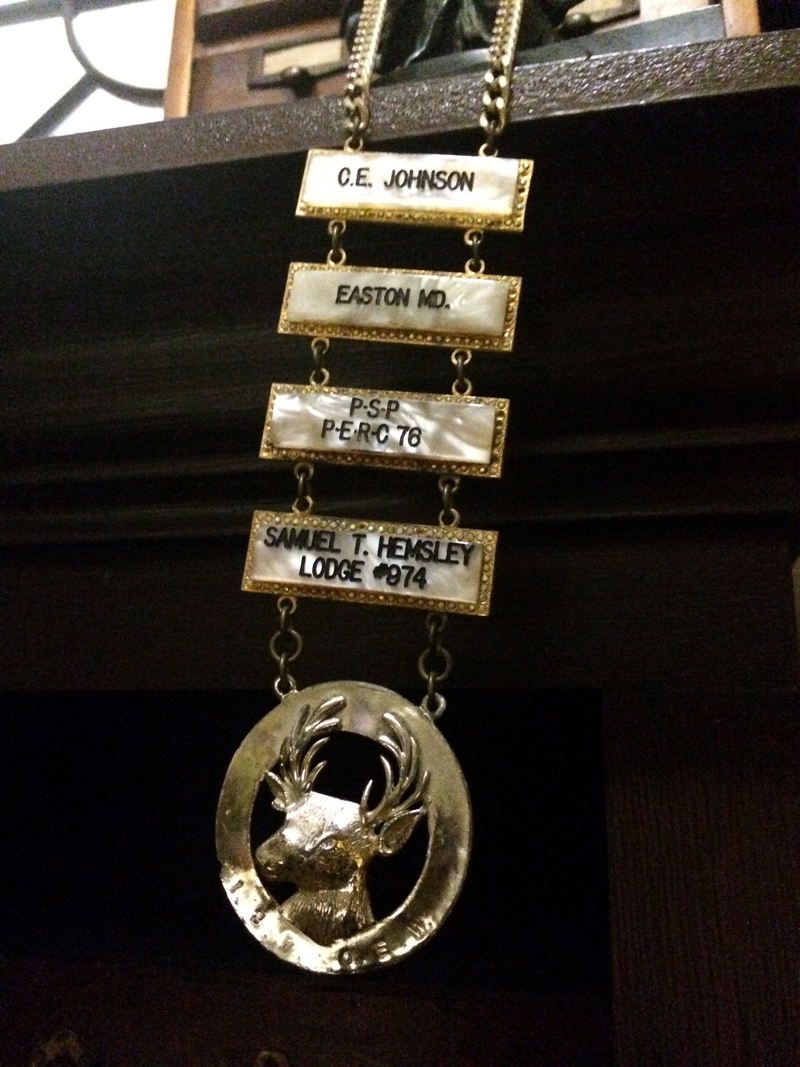 C.E. JOHNSON
EASTON MD.
P-S-P
P-E-R-C 76
SAMUEL T. HEMSLEY
LODGE #974
O. E. W.